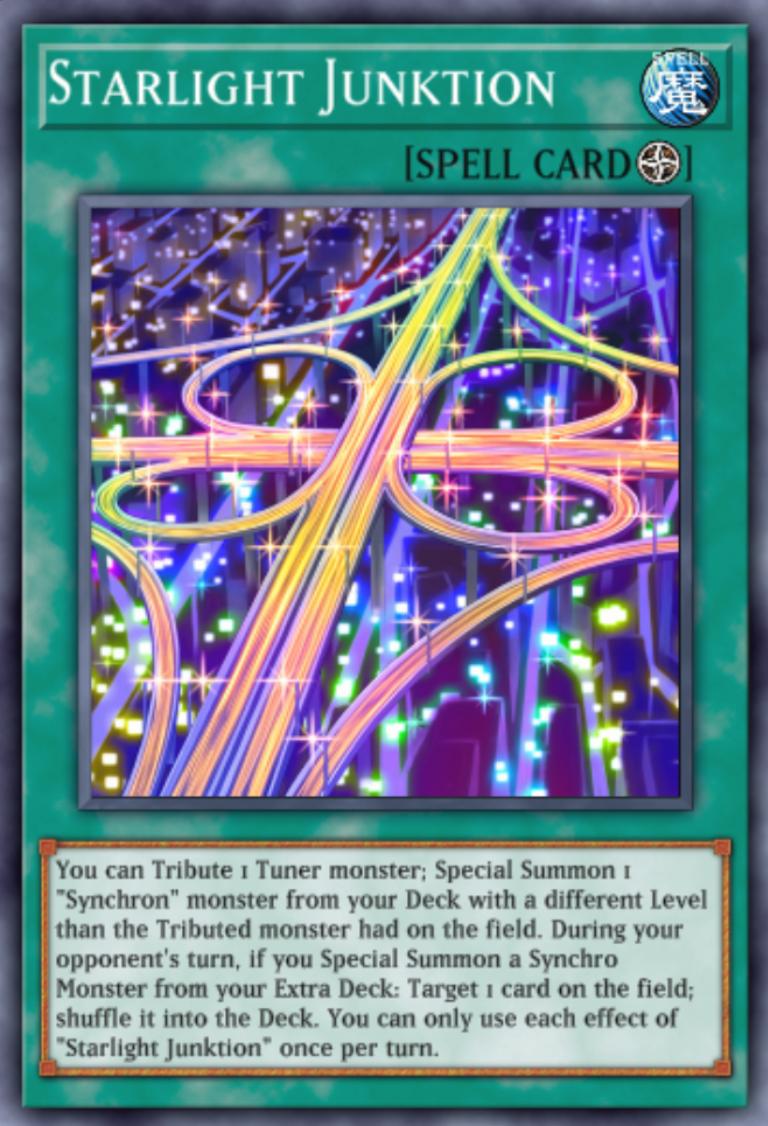 STARLIGHT JUNKTION
SPELL
魔
[SPELL CARD]
You can Tribute 1 Tuner monster; Special Summon 1
"Synchron" monster from your Deck with a different Level
than the Tributed monster had on the field. During your
opponent's turn, if you Special Summon a Synchro
Monster from your Extra Deck: Target 1 card on the field;
shuffle it into the Deck. You can only use each effect of
"Starlight Junktion" once per turn.